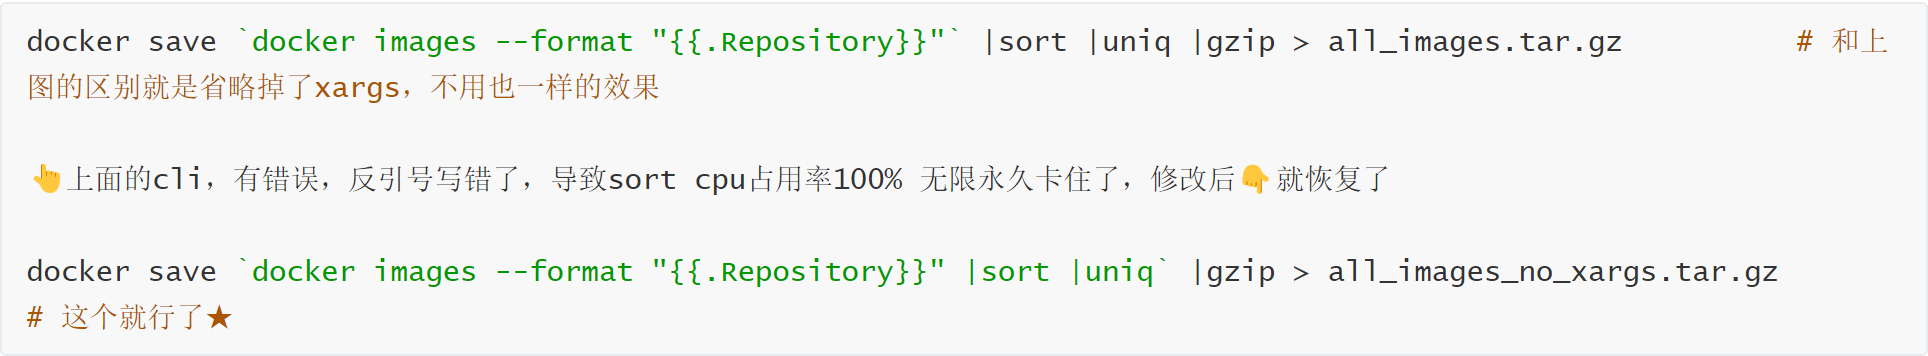 docker save `docker images --format "{{.Repository}}"` |sort |uniq |gzip > all_images.tar.gz # 和上
图的区别就是省略掉了xargs，不用也一样的效果
👆上面的cli，有错误，反引号写错了，导致sort cpu占用率100% 无限永久卡住了，修改后👇就恢复了
docker save `docker images --format "{{.Repository}}" |sort |uniq` |gzip > all_images_no_xargs.tar.gz
# 这个就行了★